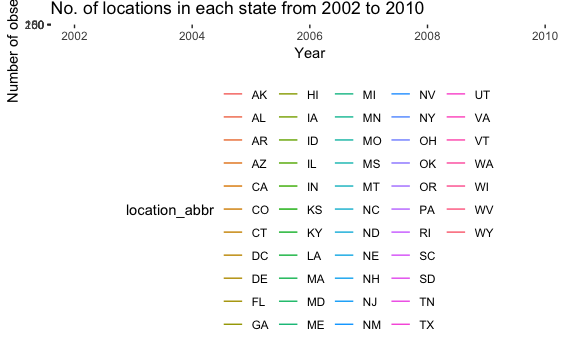 No. of locations in each state from 2002 to 2010
Number of obse
2002 2004 2006 2008 2010
Year
location_abbr
AK HI MI NV UT
AL IA MN NY VA
AR ID MO OH VT
AZ IL MS OK WA
CA IN MT OR WI
CO KS NC PA WV
CT KY ND RI WY
DC LA NE SC
DE MA NH SD
FL MD NJ TN
GA ME NM TX